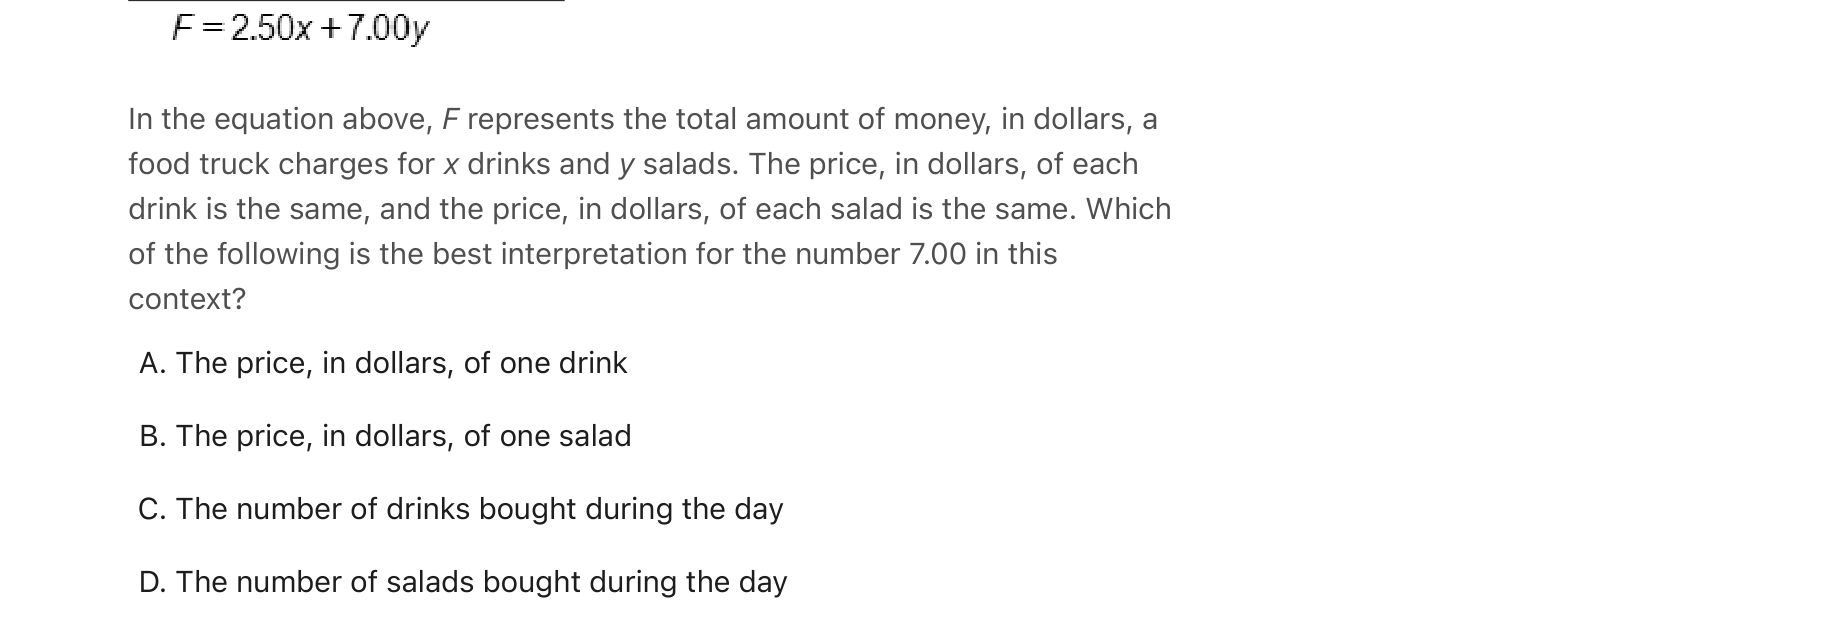 F = 2.50x + 7.00y
In the equation above, F represents the total amount of money, in dollars, a
food truck charges for x drinks and y salads. The price, in dollars, of each
drink is the same, and the price, in dollars, of each salad is the same. Which
of the following is the best interpretation for the number 7.00 in this
context?
A. The price, in dollars, of one drink
B. The price, in dollars, of one salad
C. The number of drinks bought during the day
D. The number of salads bought during the day